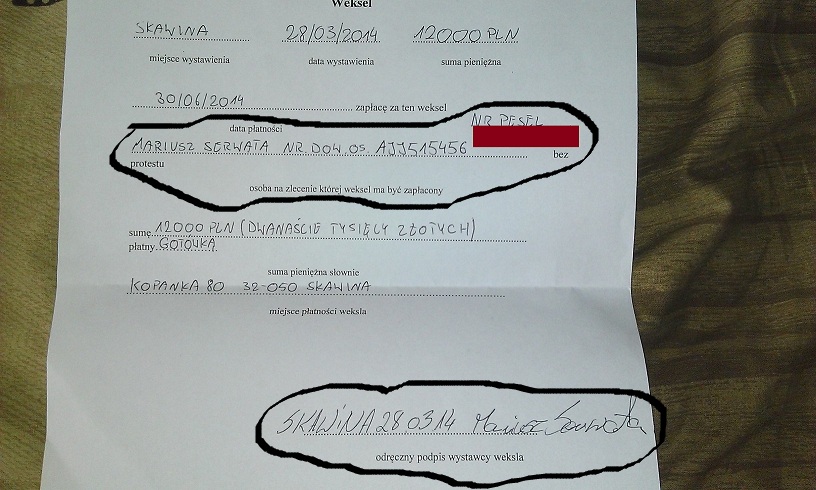 Weksel
SKAWINA 28/03/2014 12000 PLN
miejsce wystawienia data wystawienia suma pieniężna
30/06/2014 zapłacę za ten weksel
NR PESEL
data płatności
MARIUSZ SERWATA NR. DOW. OS. AJJ515456 bez
protestu
osoba na zlecenie której weksel ma być zapłacony
sumę 12000 PLN (DWANAŚCIE TYSIĘCY ZŁOTYCH)
płatny GOTÓWKĄ
suma pieniężna słownie
KOPANKA 80 32-050 SKAWINA
miejsce płatności weksla
SKAWINA 28 03 14 Mariusz Serwata
odręczny podpis wystawcy weksla